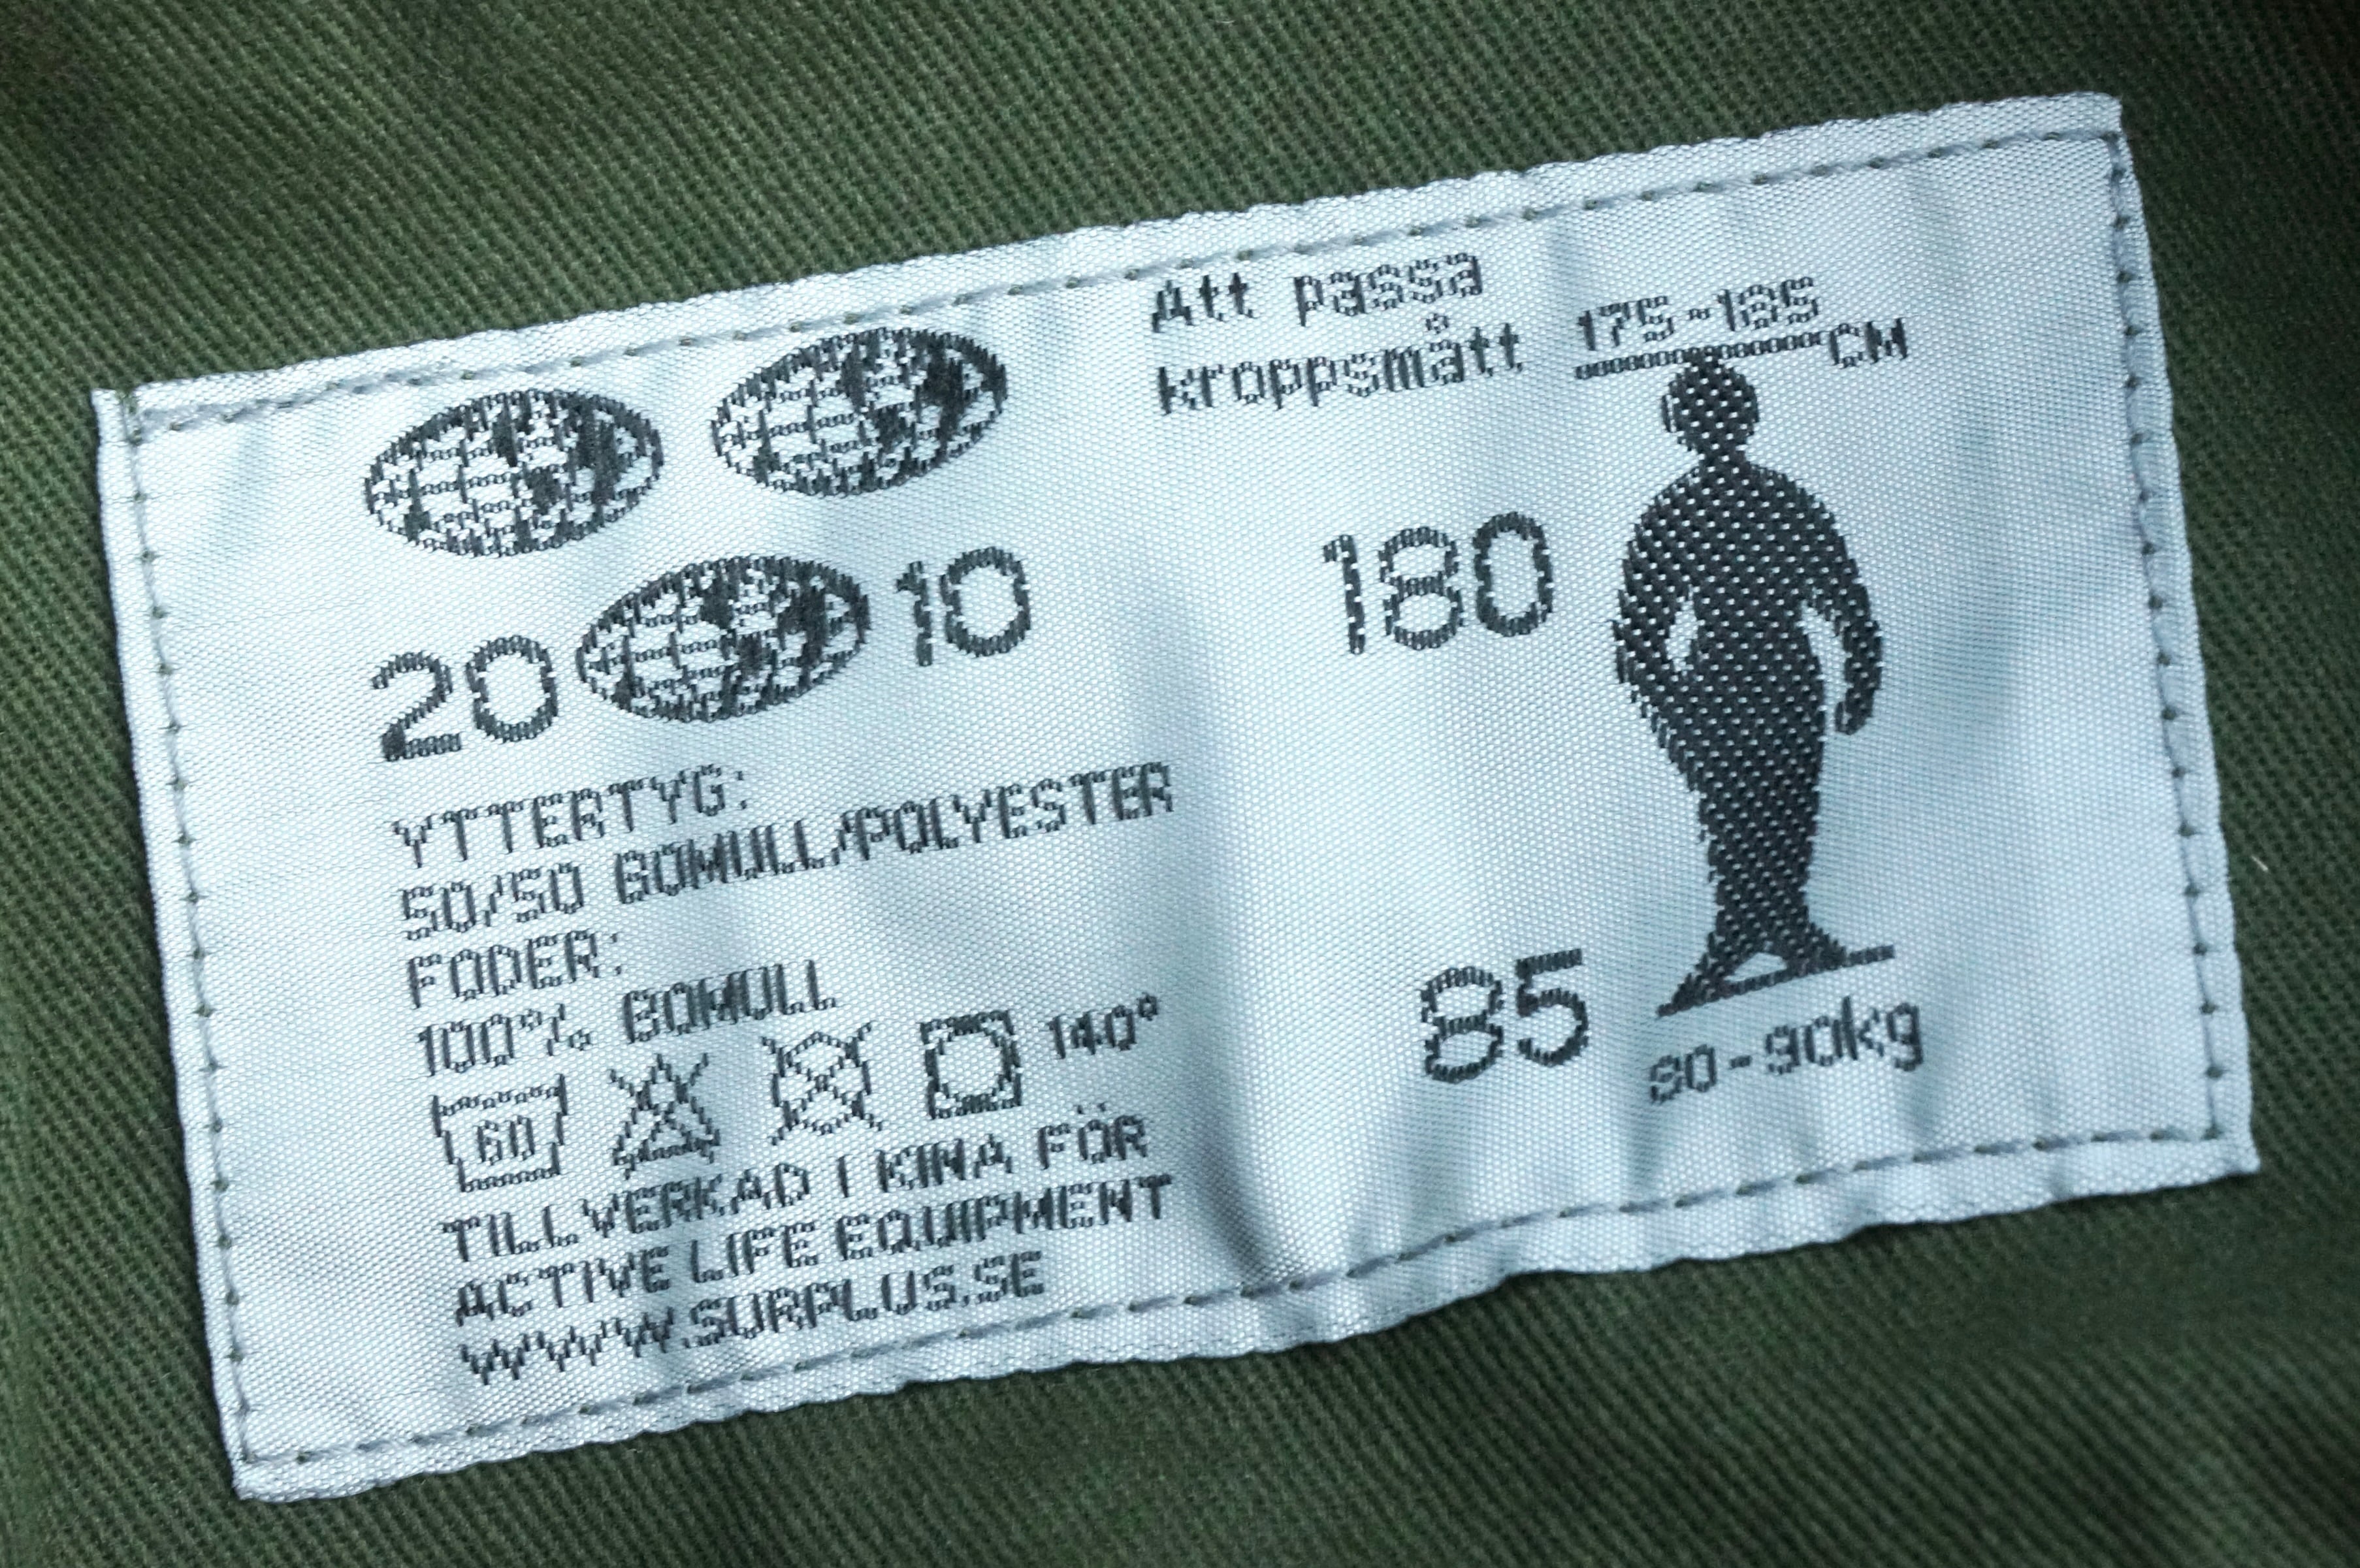 20 10
YTTERTYG:
50/50 BOMULL/POLYESTER
FODER:
100% BOMULL
60 140°
TILLVERKAD I KINA FÖR
ACTIVE LIFE EQUIPMENT
WWW.SURPLUS.SE
Att passa
kroppsmått
175-185
CM
180
85
80-90kg